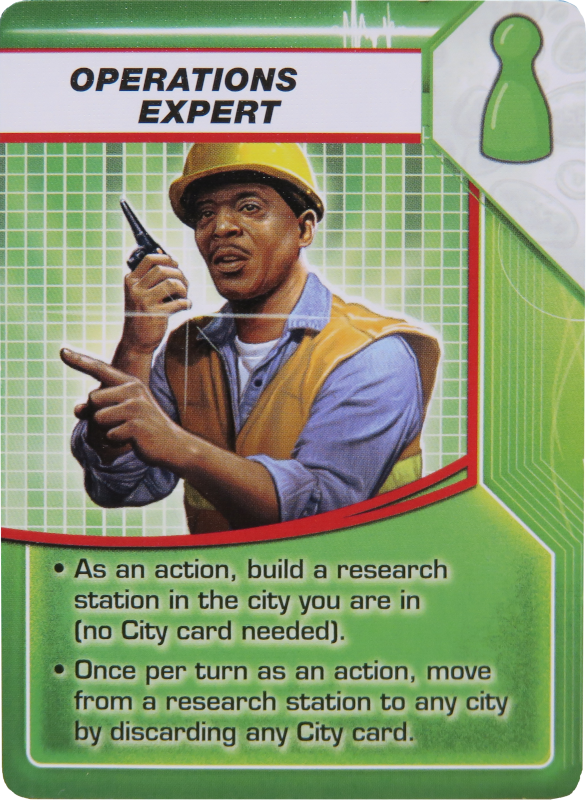 OPERATIONS
EXPERT
• As an action, build a research
station in the city you are in
(no City card needed).
• Once per turn as an action, move
from a research station to any city
by discarding any City card.